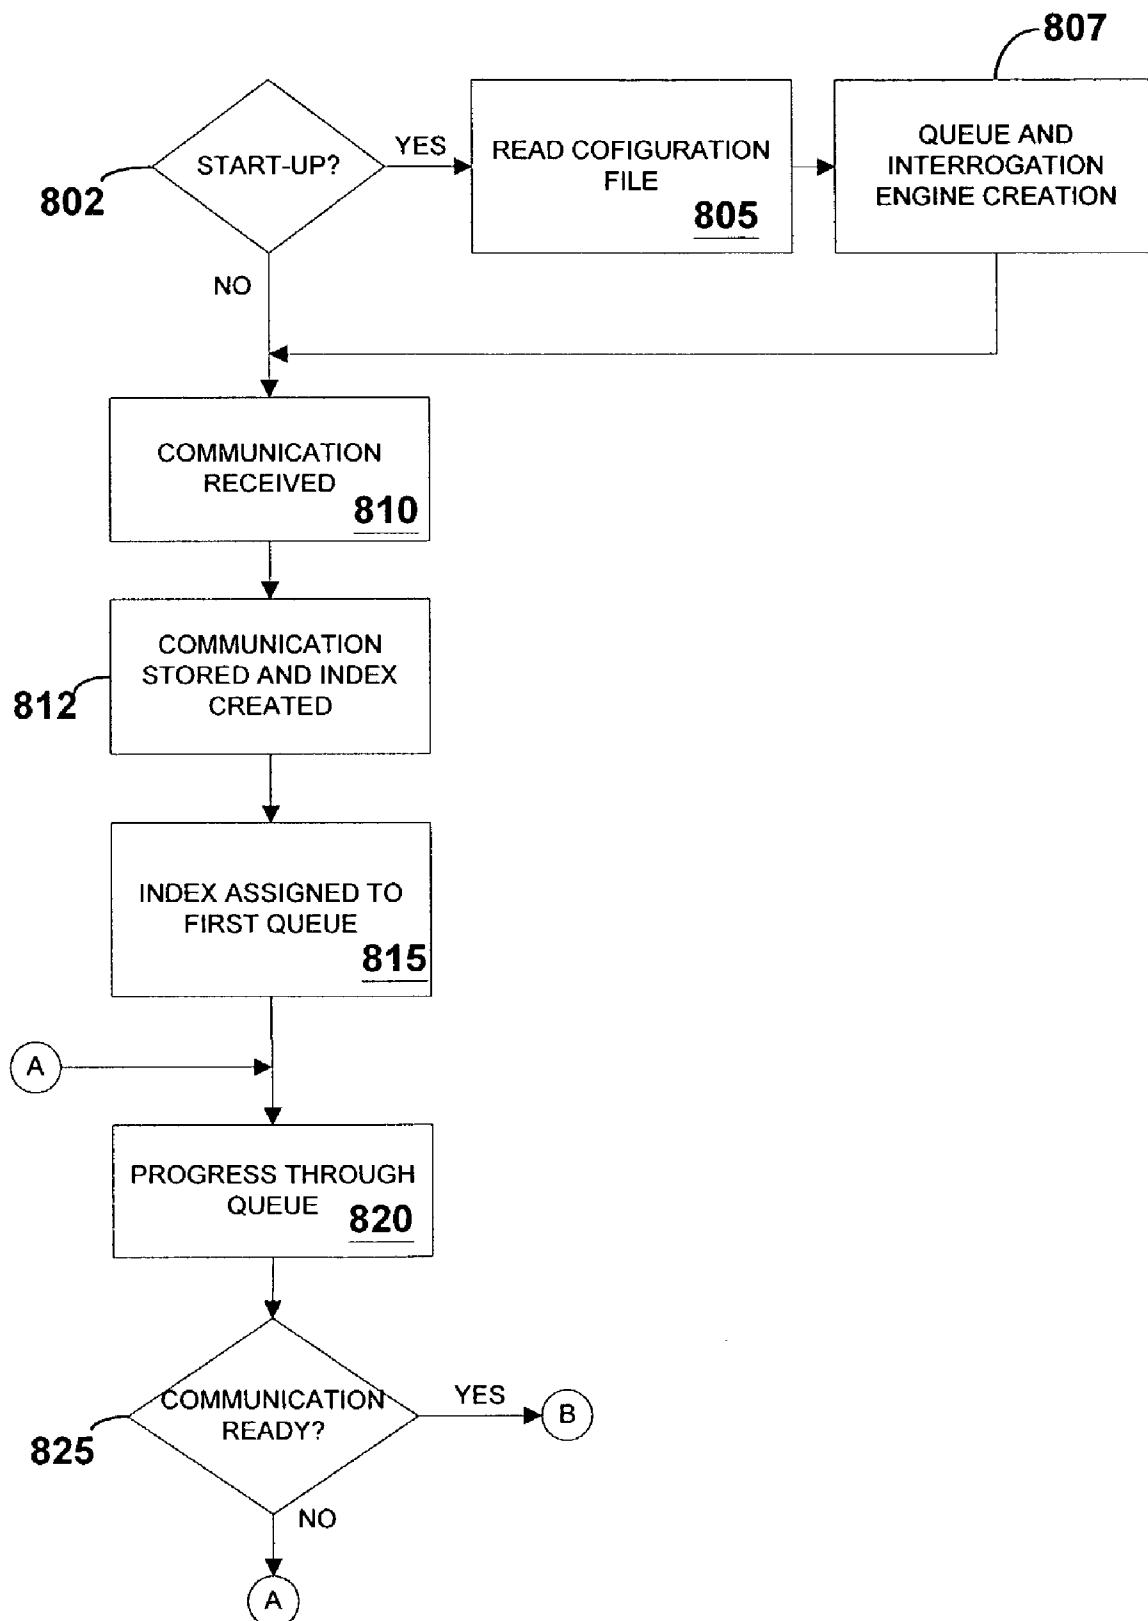 807
START-UP?
YES
READ COFIGURATION
FILE
805
QUEUE AND
INTERROGATION
ENGINE CREATION
802
NO
COMMUNICATION
RECEIVED
810
COMMUNICATION
STORED AND INDEX
CREATED
812
INDEX ASSIGNED TO
FIRST QUEUE
815
A
PROGRESS THROUGH
QUEUE
820
COMMUNICATION
READY?
YES
B
825
NO
A